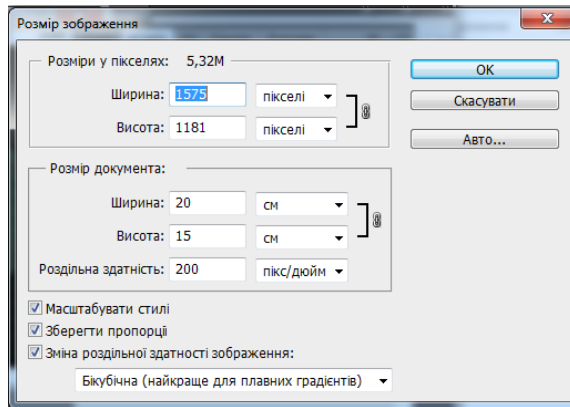 Розмір зображення
Розміри у пікселях: 5,32M
OK
Ширина: 1575 пікселі
Скасувати
Висота: 1181 пікселі
Авто...
Розмір документа:
Ширина: 20 см
Висота: 15 см
Роздільна здатність: 200 пікс/дюйм
Масштабувати стилі
Зберегти пропорції
Зміна роздільної здатності зображення:
Бікубічна (найкраще для плавних градієнтів)